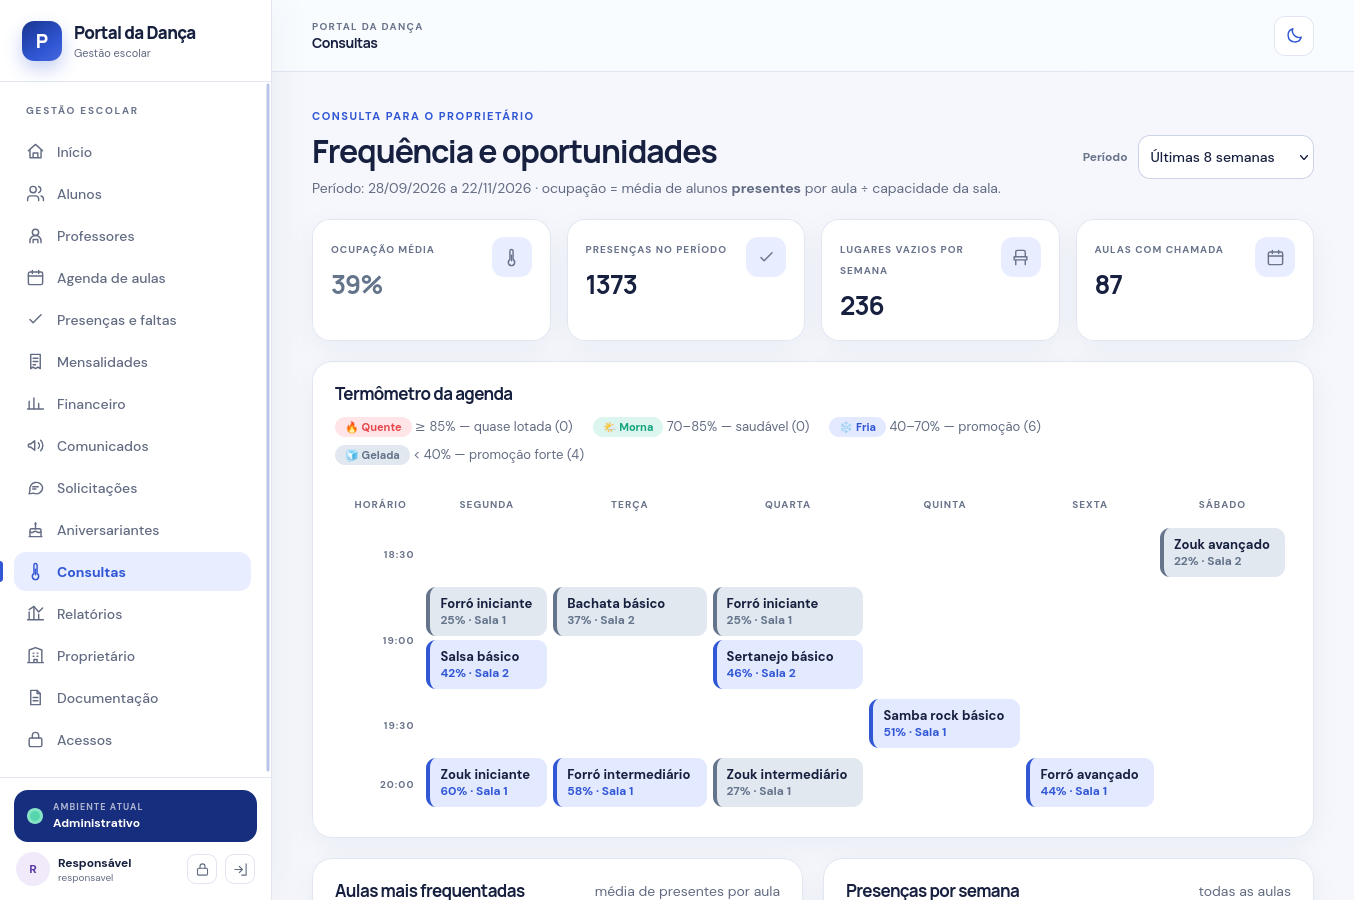 P
Portal da Dança
Gestão escolar
GESTÃO ESCOLAR
Início
Alunos
Professores
Agenda de aulas
Presenças e faltas
Mensalidades
Financeiro
Comunicados
Solicitações
Aniversariantes
Consultas
Relatórios
Proprietário
Documentação
Acessos
AMBIENTE ATUAL
Administrativo
R
Responsável
responsavel
PORTAL DA DANÇA
Consultas
CONSULTA PARA O PROPRIETÁRIO
Frequência e oportunidades
Período: 28/09/2026 a 22/11/2026 · ocupação = média de alunos presentes por aula ÷ capacidade da sala.
Período
Últimas 8 semanas
OCUPAÇÃO MÉDIA
39%
PRESENÇAS NO PERÍODO
1373
LUGARES VAZIOS POR
SEMANA
236
AULAS COM CHAMADA
87
Termômetro da agenda
🔥 Quente ≥ 85% — quase lotada (0) 🌤️ Morna 70–85% — saudável (0) ❄️ Fria 40–70% — promoção (6)
🧊 Gelada < 40% — promoção forte (4)
HORÁRIO SEGUNDA TERÇA QUARTA QUINTA SEXTA SÁBADO
18:30
Zouk avançado
22% · Sala 2
19:00
Forró iniciante
25% · Sala 1
Salsa básico
42% · Sala 2
Bachata básico
37% · Sala 2
Forró iniciante
25% · Sala 1
Sertanejo básico
46% · Sala 2
19:30
Samba rock básico
51% · Sala 1
20:00
Zouk iniciante
60% · Sala 1
Forró intermediário
58% · Sala 1
Zouk intermediário
27% · Sala 1
Forró avançado
44% · Sala 1
Aulas mais frequentadas
média de presentes por aula
Presenças por semana
todas as aulas